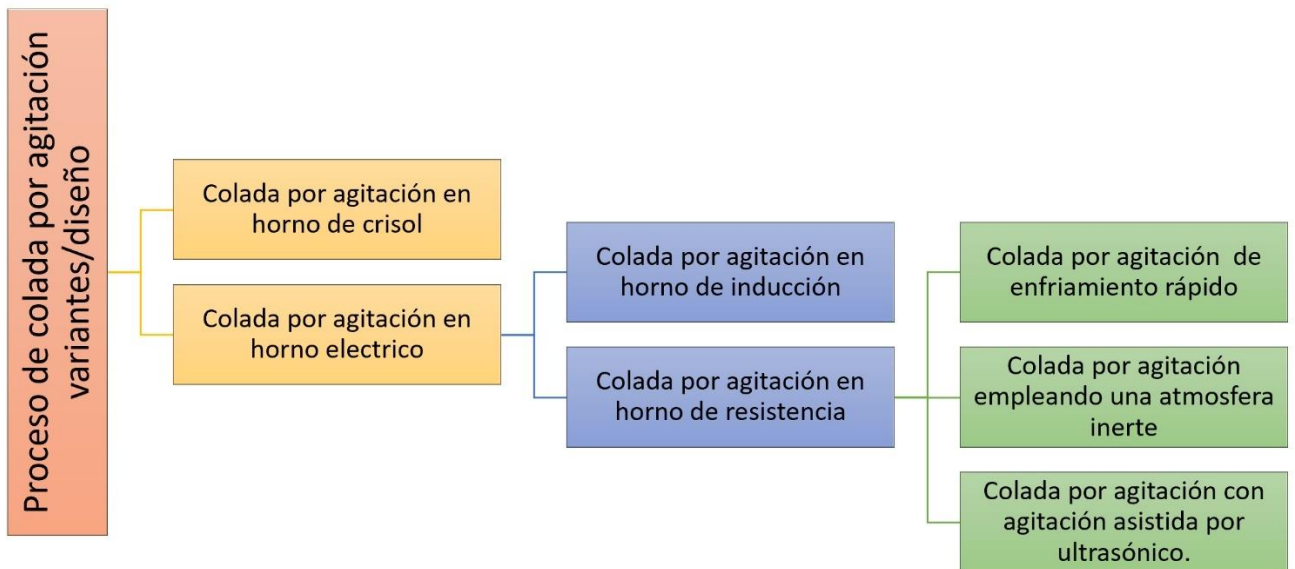 Proceso de colada por agitación
variantes/diseño
Colada por agitación en
horno de crisol
Colada por agitación en
horno electrico
Colada por agitación en
horno de inducción
Colada por agitación en
horno de resistencia
Colada por agitación de
enfriamiento rápido
Colada por agitación
empleando una atmosfera
inerte
Colada por agitación con
agitación asistida por
ultrasónico.